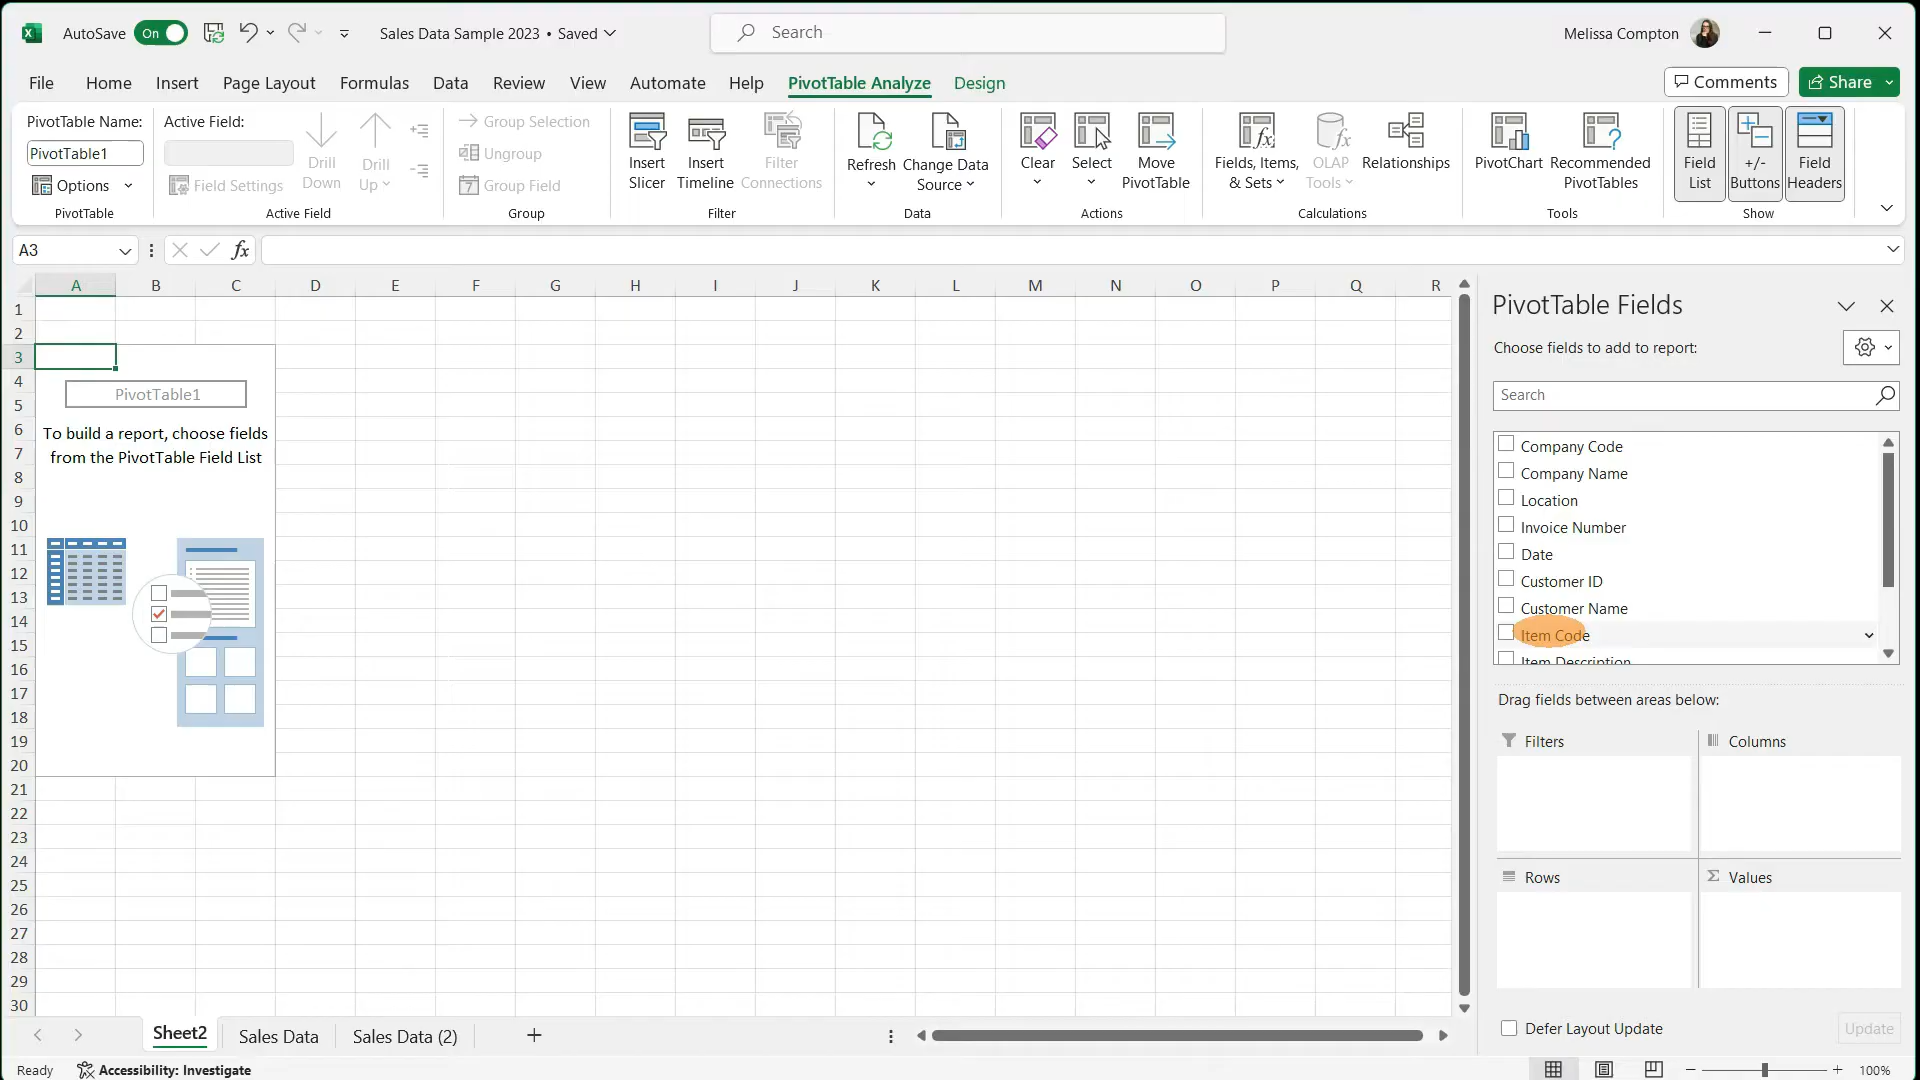 AutoSave On Sales Data Sample 2023 • Saved Search Melissa Compton
File Home Insert Page Layout Formulas Data Review View Automate Help PivotTable Analyze Design Comments Share
PivotTable Name:
PivotTable1
Options
PivotTable
Active Field:
Field Settings
Drill Down
Drill Up
Active Field
Group Selection
Ungroup
7 Group Field
Group
Insert Slicer
Insert Timeline
Filter Connections
Filter
Refresh
Change Data Source
Data
Clear
Select
Move PivotTable
Actions
Fields, Items, & Sets
OLAP Tools
Relationships
Calculations
PivotChart
Recommended PivotTables
Tools
Field List
+/- Buttons
Field Headers
Show
A3 fx
A B C D E F G H I J K L M N O P Q R
1
2
3
4
5
6
7
8
9
10
11
12
13
14
15
16
17
18
19
20
21
22
23
24
25
26
27
28
29
30
PivotTable1
To build a report, choose fields
from the PivotTable Field List
PivotTable Fields
Choose fields to add to report:
Search
Company Code
Company Name
Location
Invoice Number
Date
Customer ID
Customer Name
Item Code
Item Description
Drag fields between areas below:
Filters
Columns
Rows
Σ Values
Defer Layout Update Update
Sheet2 Sales Data Sales Data (2) +
Ready Accessibility: Investigate 100%